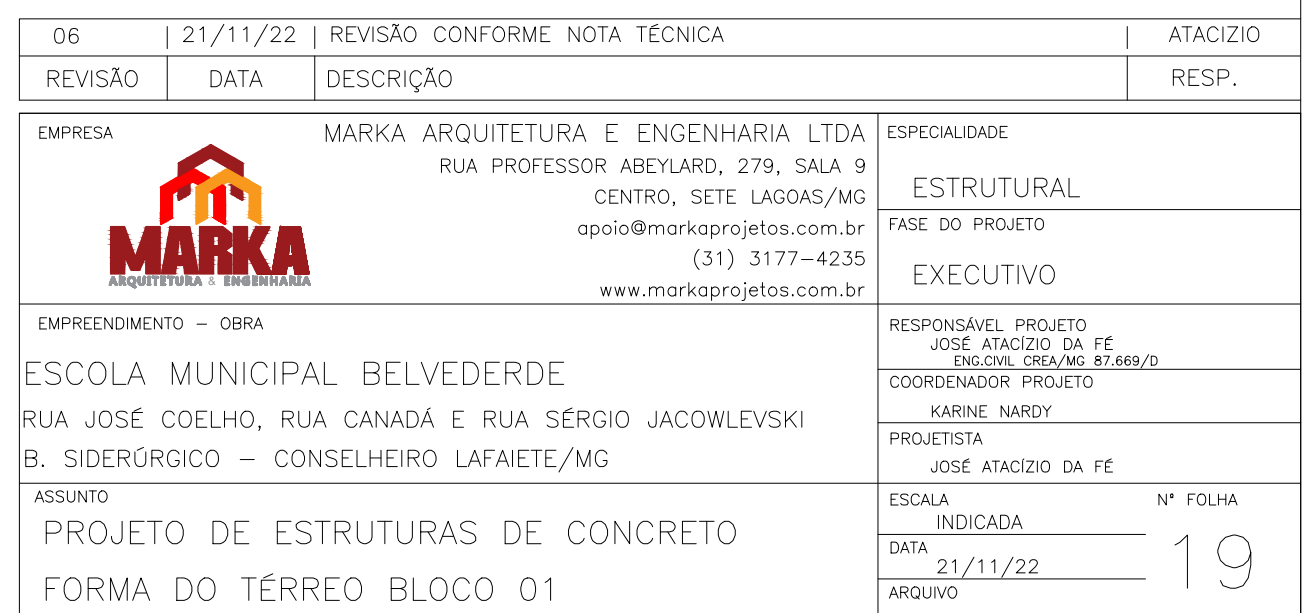 06 | 21/11/22 | REVISÃO CONFORME NOTA TÉCNICA | ATACIZIO
REVISÃO DATA DESCRIÇÃO RESP.
EMPRESA
MARKA
ARQUITETURA & ENGENHARIA
MARKA ARQUITETURA E ENGENHARIA LTDA
RUA PROFESSOR ABEYLARD, 279, SALA 9
CENTRO, SETE LAGOAS/MG
apoio@markaprojetos.com.br
(31) 3177-4235
www.markaprojetos.com.br
ESPECIALIDADE
ESTRUTURAL
FASE DO PROJETO
EXECUTIVO
EMPREENDIMENTO - OBRA
ESCOLA MUNICIPAL BELVEDERDE
RUA JOSÉ COELHO, RUA CANADÁ E RUA SÉRGIO JACOWLEVSKI
B. SIDERÚRGICO - CONSELHEIRO LAFAIETE/MG
RESPONSÁVEL PROJETO
JOSÉ ATACÍZIO DA FÉ
ENG.CIVIL CREA/MG 87.669/D
COORDENADOR PROJETO
KARINE NARDY
PROJETISTA
JOSÉ ATACÍZIO DA FÉ
ASSUNTO
PROJETO DE ESTRUTURAS DE CONCRETO
FORMA DO TÉRREO BLOCO 01
ESCALA
INDICADA
DATA
21/11/22
ARQUIVO
Nº FOLHA
19